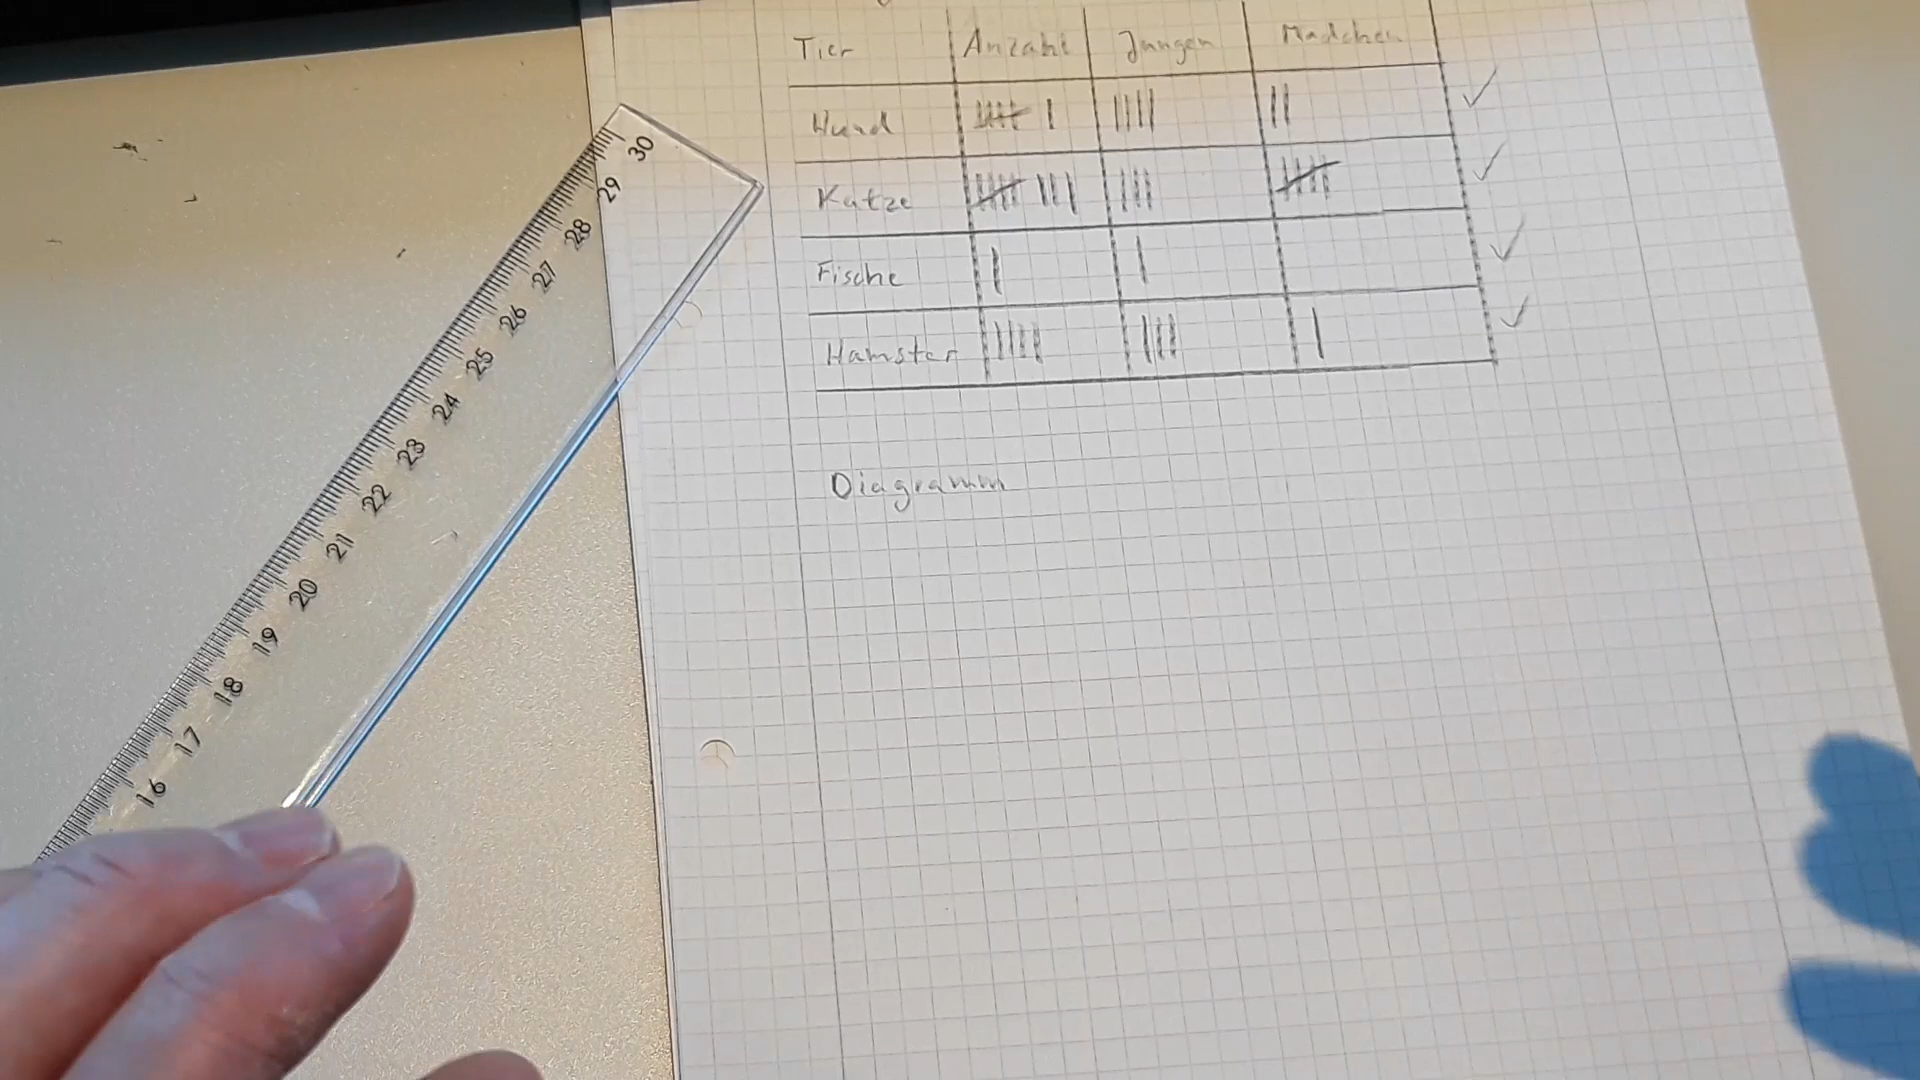 Tier Anzahl Jungen Mädchen
Hund
Katze
Fische
Hamster
Diagramm
30
29
28
27
26
25
24
23
22
21
20
19
18
17
16